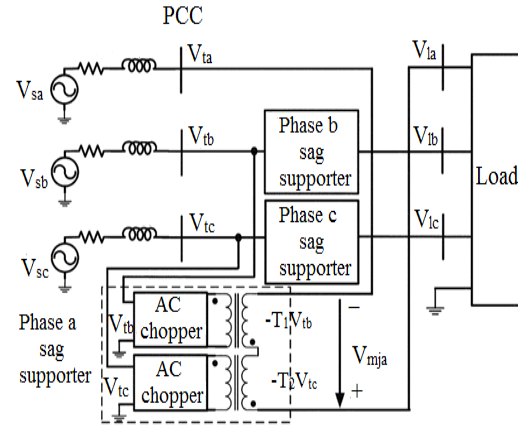 PCC
Vta
Vsa
Vla
Vtb
Vsb
Phase b
sag
supporter
Vlb
Load
Vtc
Vsc
Phase c
sag
supporter
Vlc
Phase a
sag
supporter
Vtb
AC
chopper
-T1Vtb
Vtc
AC
chopper
-T2Vtc
−
Vmja
+